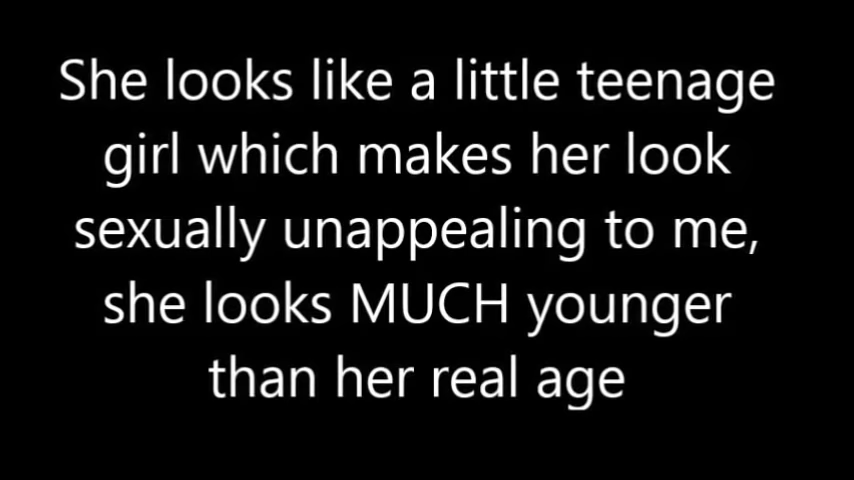 She looks like a little teenage
girl which makes her look
sexually unappealing to me,
she looks MUCH younger
than her real age